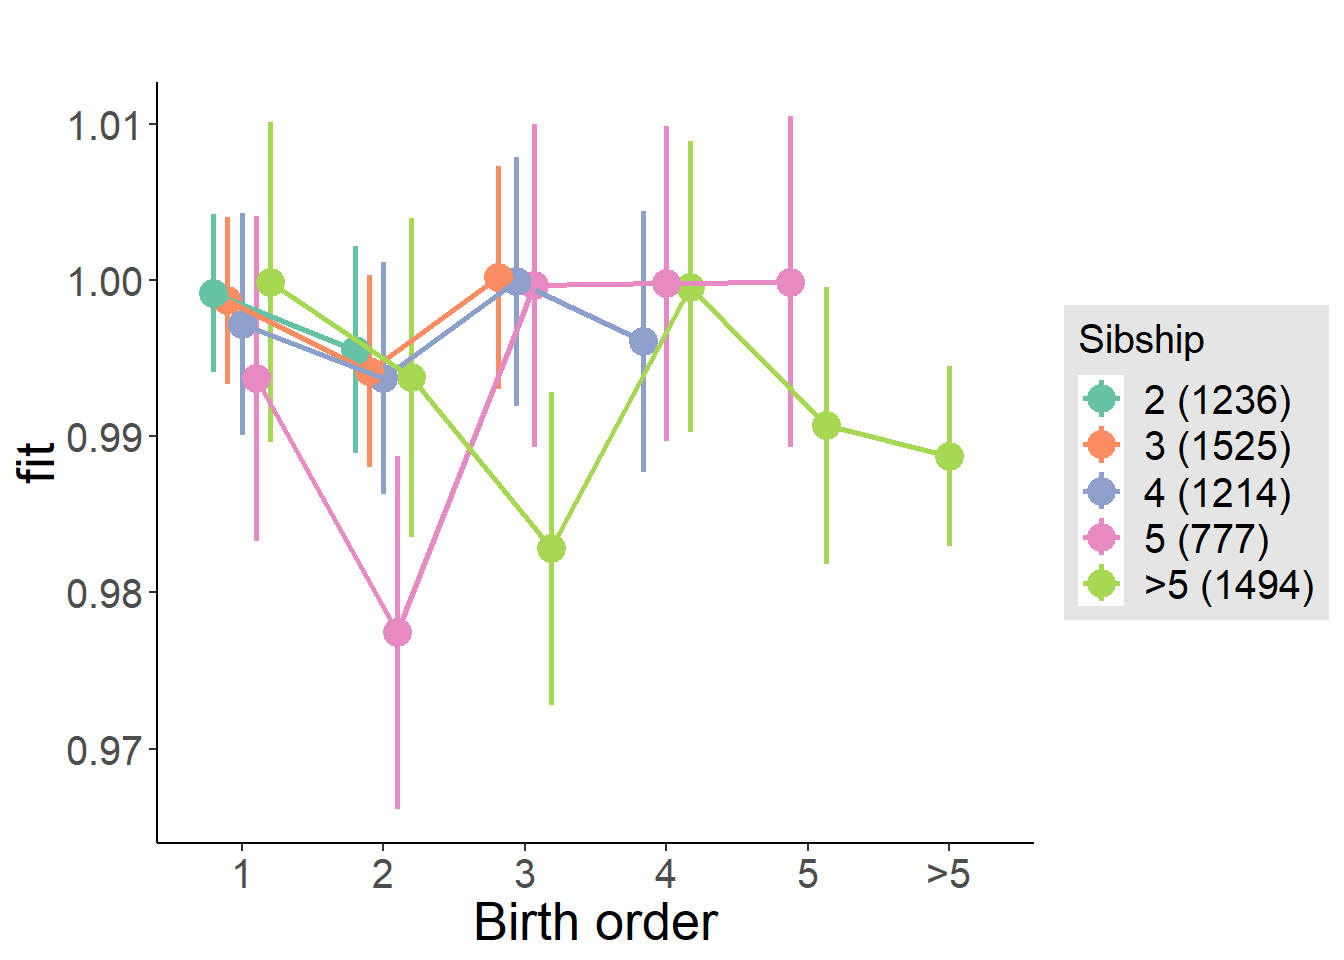 1.01
1.00
0.99
0.98
0.97
fit
1 2 3 4 5 >5
Birth order
Sibship
2 (1236)
3 (1525)
4 (1214)
5 (777)
>5 (1494)